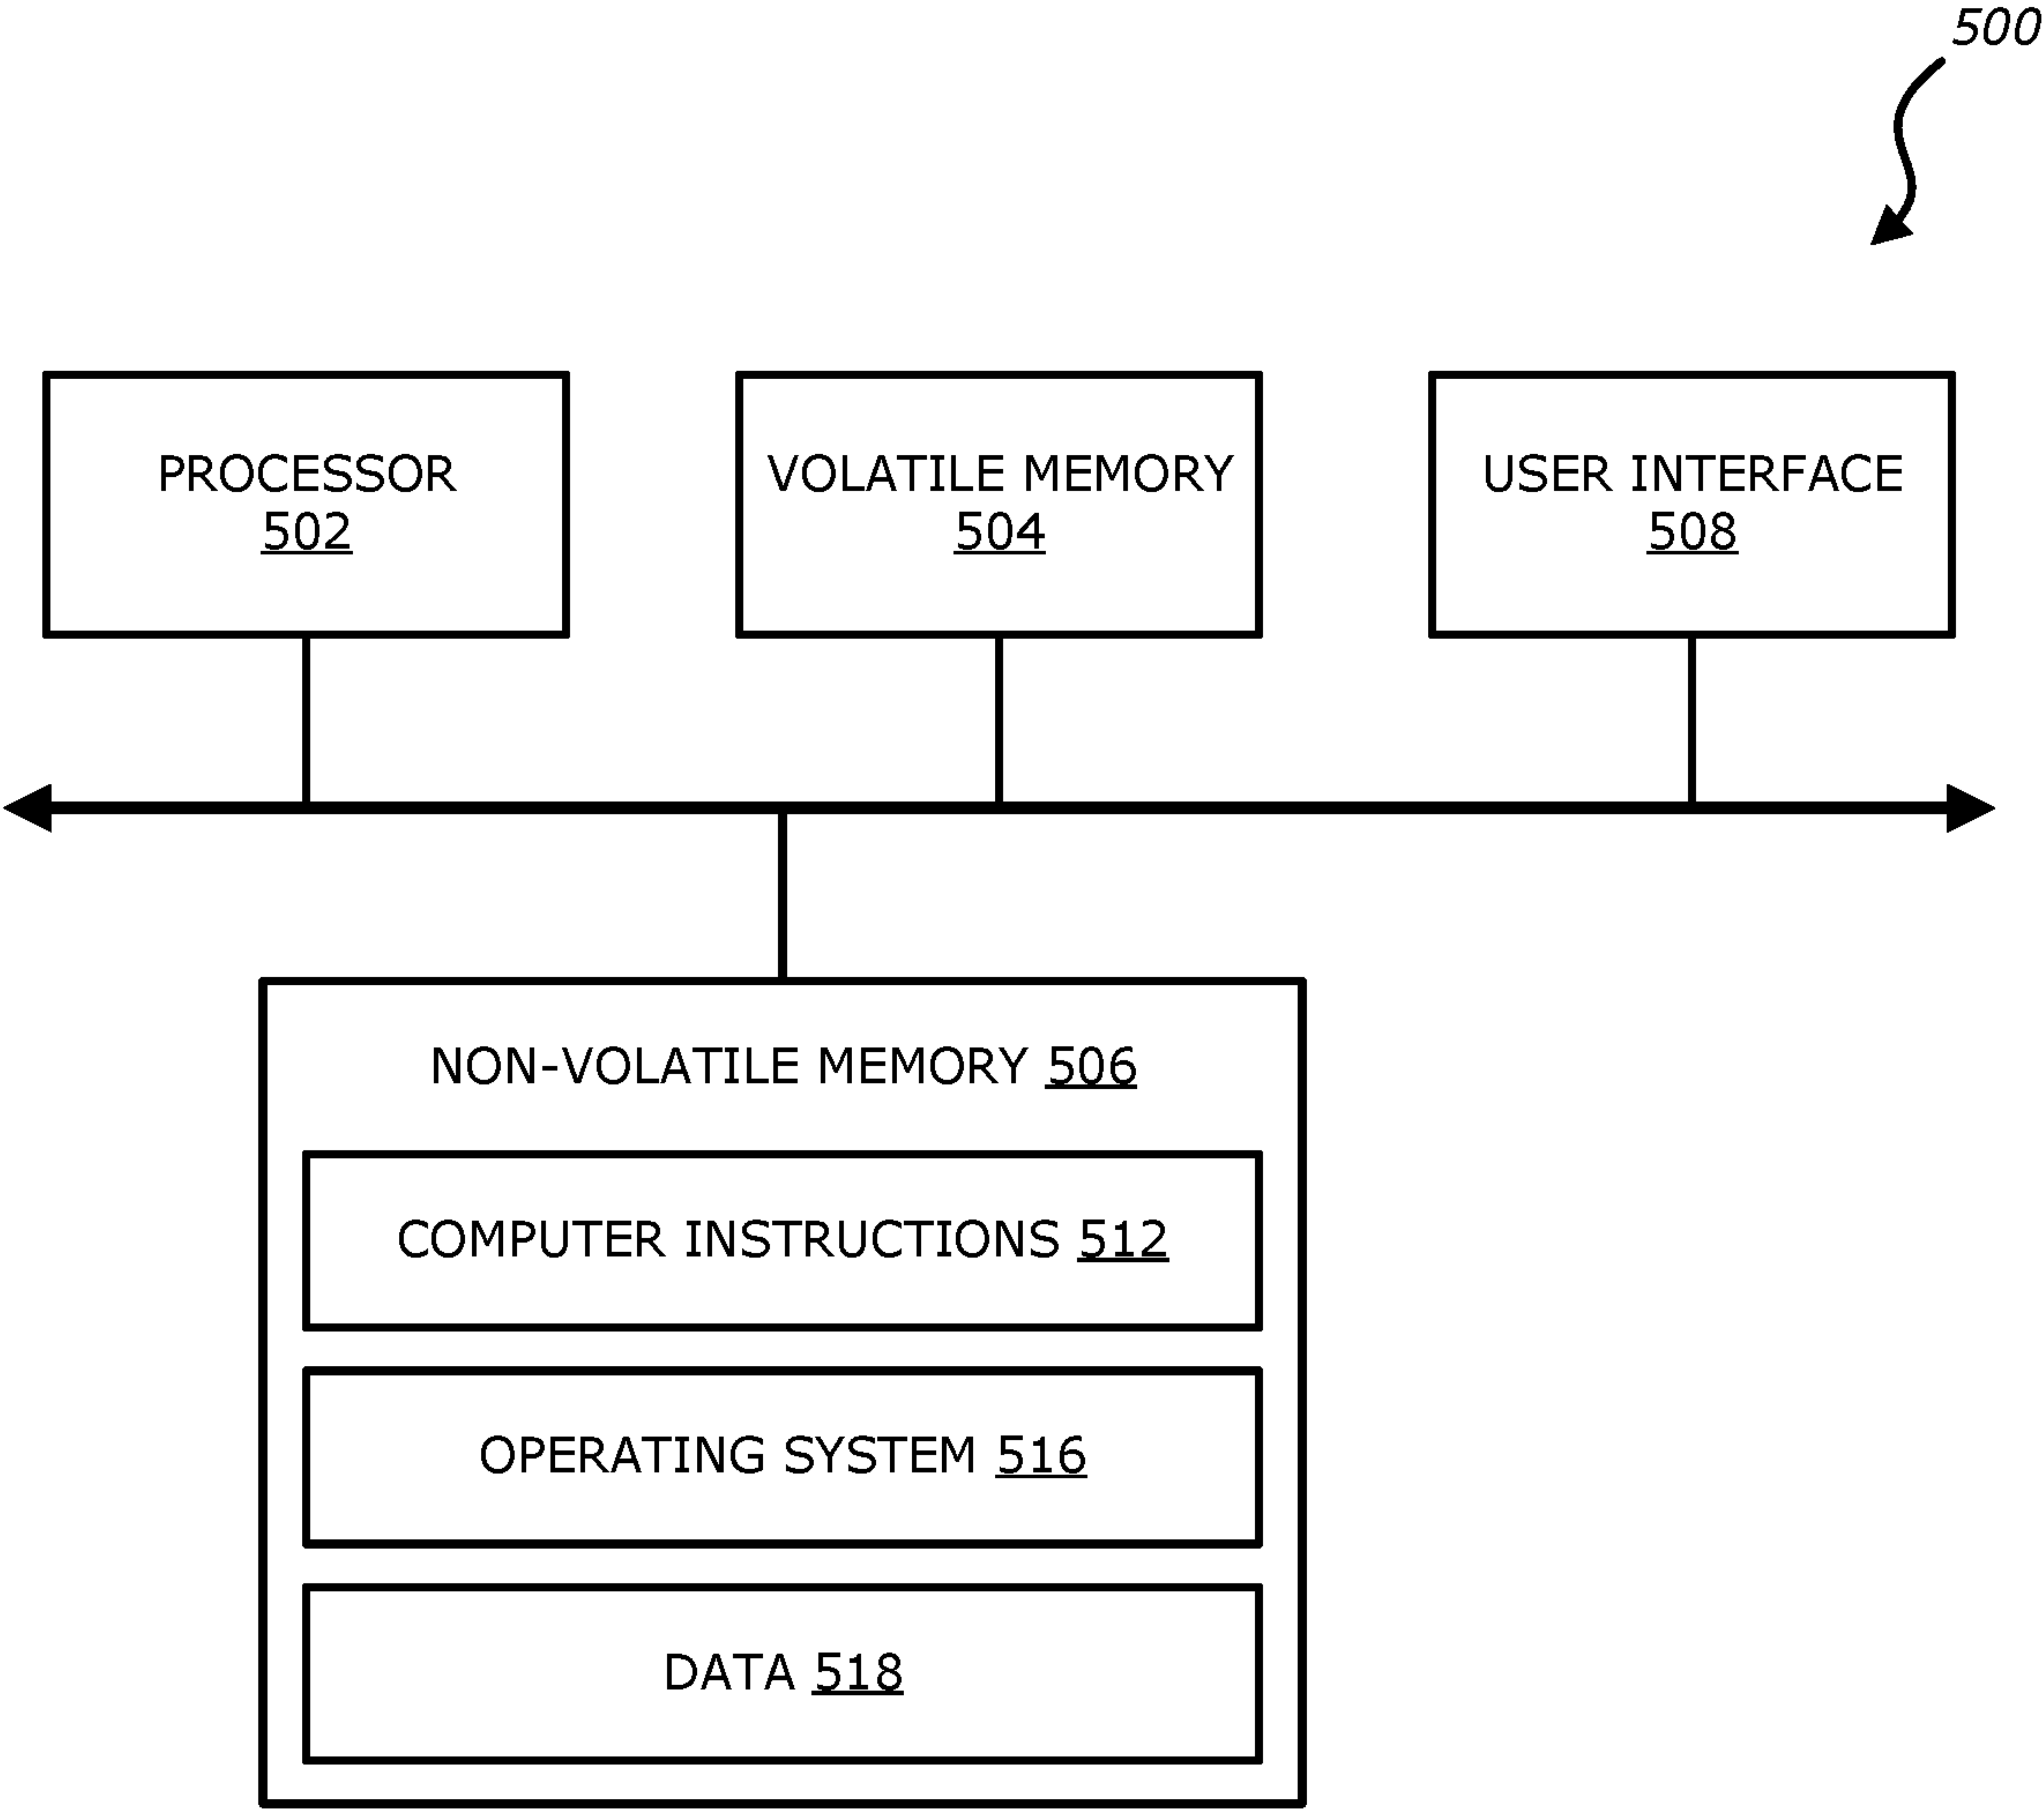 500
PROCESSOR
502
VOLATILE MEMORY
504
USER INTERFACE
508
NON-VOLATILE MEMORY 506
COMPUTER INSTRUCTIONS 512
OPERATING SYSTEM 516
DATA 518